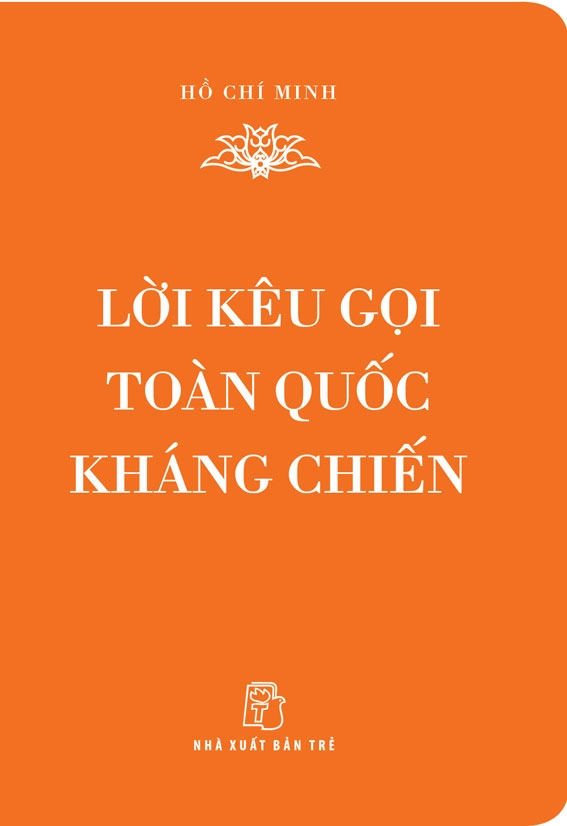 HỒ CHÍ MINH
LỜI KÊU GỌI
TOÀN QUỐC
KHÁNG CHIẾN
T
NHÀ XUẤT BẢN TRẺ